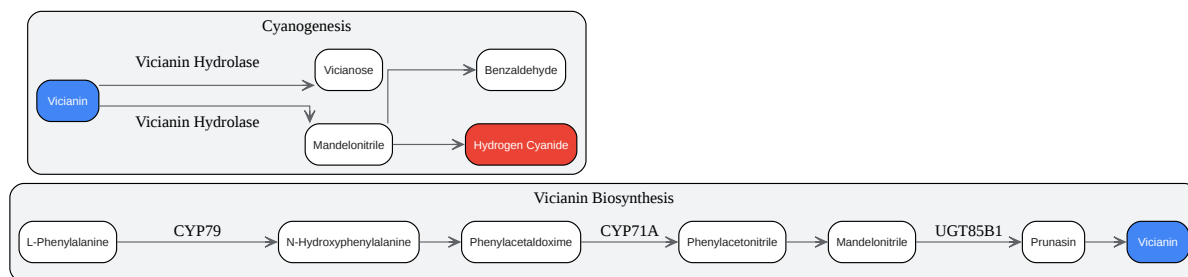 Cyanogenesis
Vicianin Hydrolase
Vicianose
Benzaldehyde
Vicianin
Vicianin Hydrolase
Mandelonitrile
Hydrogen Cyanide
Vicianin Biosynthesis
L-Phenylalanine
CYP79
N-Hydroxyphenylalanine
Phenylacetaldoxime
CYP71A
Phenylacetonitrile
Mandelonitrile
UGT85B1
Prunasin
Vicianin